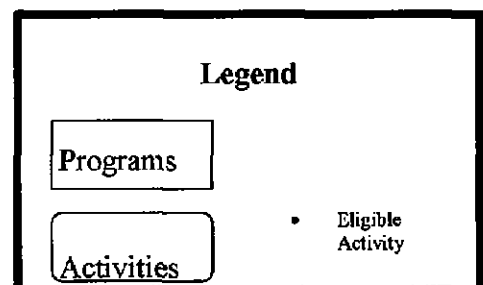 Legend
Programs
• Eligible
Activity
Activities